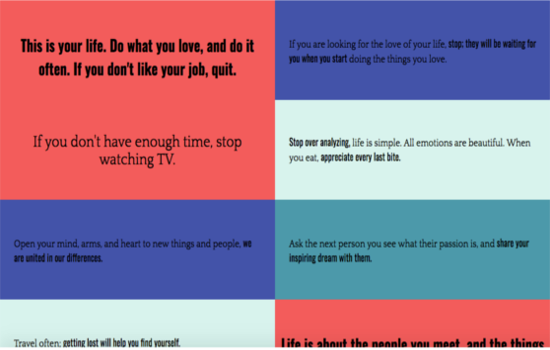 This is your life. Do what you love, and do it
often. If you don't like your job, quit.
If you don't have enough time, stop
watching TV.
If you are looking for the love of your life, stop; they will be waiting for
you when you start doing the things you love.
Stop over analyzing, life is simple. All emotions are beautiful. When
you eat, appreciate every last bite.
Open your mind, arms, and heart to new things and people, we
are united in our differences.
Ask the next person you see what their passion is, and share your
inspiring dream with them.
Travel often; getting lost will help you find yourself.
Life is about the people you meet, and the things